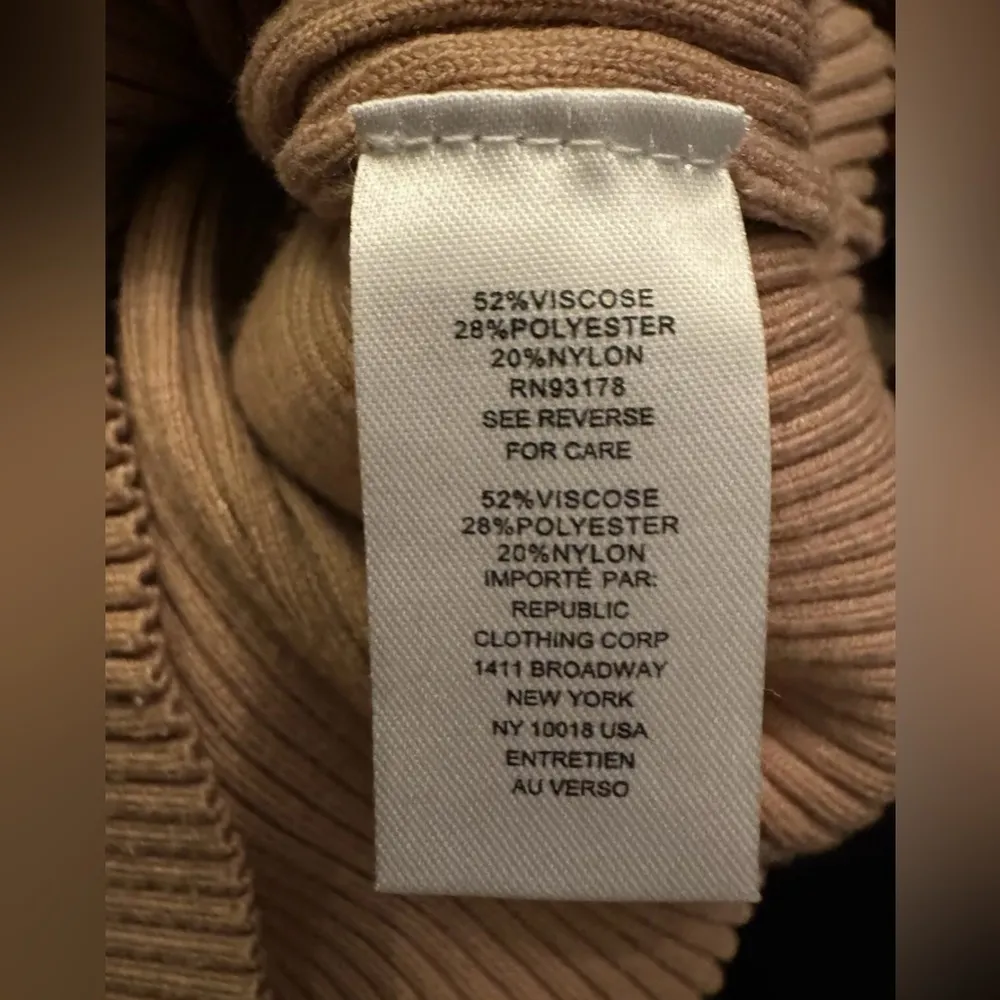 52%VISCOSE
28%POLYESTER
20%NYLON
RN93178
SEE REVERSE
FOR CARE
52%VISCOSE
28%POLYESTER
20%NYLON
IMPORTÉ PAR:
REPUBLIC
CLOTHING CORP
1411 BROADWAY
NEW YORK
NY 10018 USA
ENTRETIEN
AU VERSO